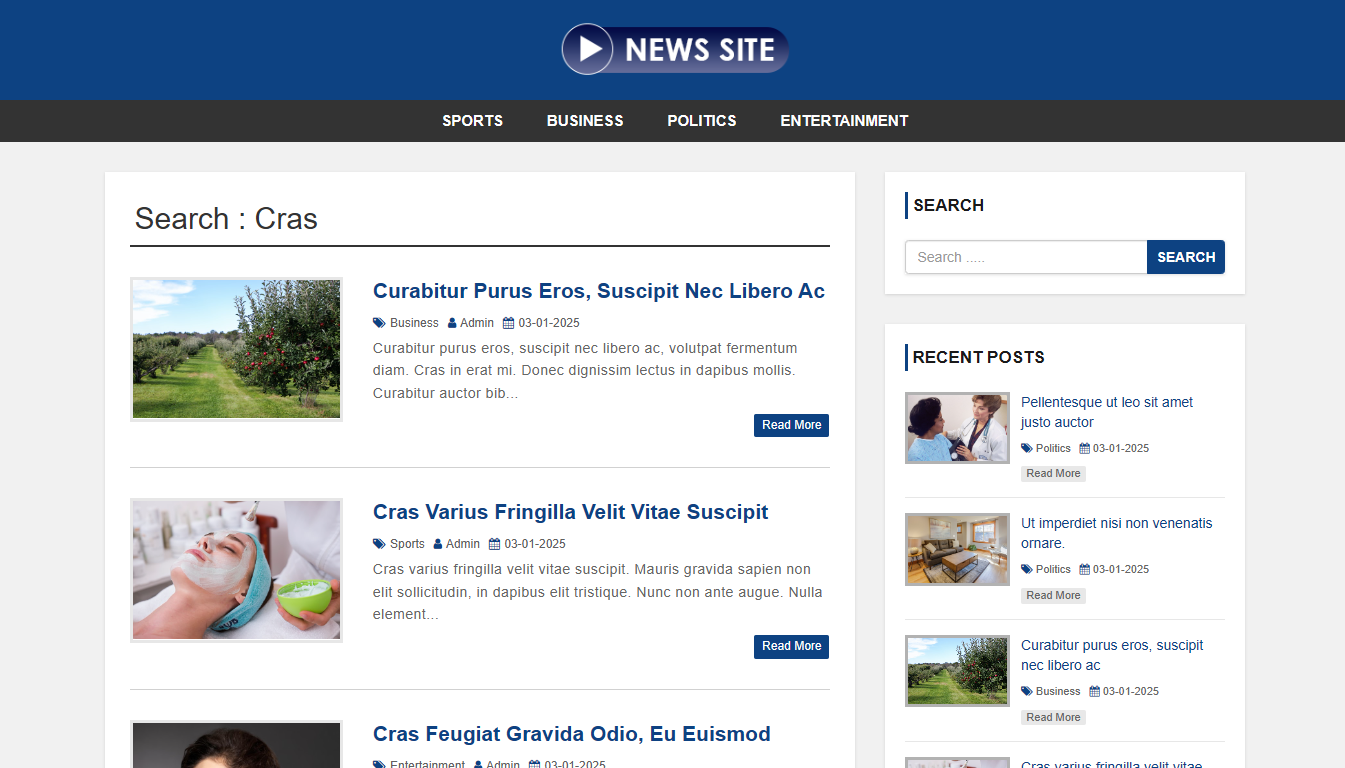 NEWS SITE
SPORTS BUSINESS POLITICS ENTERTAINMENT
Search : Cras
Curabitur Purus Eros, Suscipit Nec Libero Ac
Business Admin 03-01-2025
Curabitur purus eros, suscipit nec libero ac, volutpat fermentum
diam. Cras in erat mi. Donec dignissim lectus in dapibus mollis.
Curabitur auctor bib...
Read More
Cras Varius Fringilla Velit Vitae Suscipit
Sports Admin 03-01-2025
Cras varius fringilla velit vitae suscipit. Mauris gravida sapien non
elit sollicitudin, in dapibus elit tristique. Nunc non ante augue. Nulla
element...
Read More
Cras Feugiat Gravida Odio, Eu Euismod
Entertainment Admin 03-01-2025
SEARCH
Search .....
SEARCH
RECENT POSTS
Pellentesque ut leo sit amet
justo auctor
Politics 03-01-2025
Read More
Ut imperdiet nisi non venenatis
ornare.
Politics 03-01-2025
Read More
Curabitur purus eros, suscipit
nec libero ac
Business 03-01-2025
Read More
Cras varius fringilla velit vitae